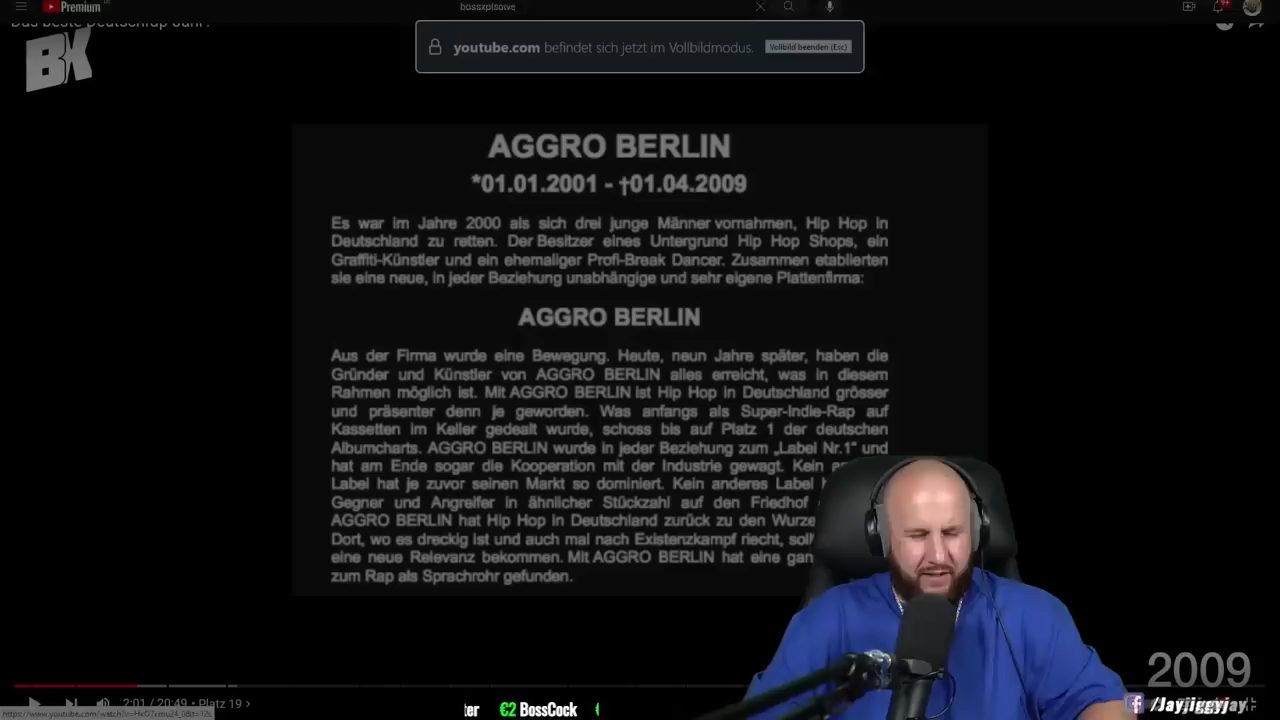 Premium
bossxplsoive
Das beste Deutschrap Jahr?
BK
youtube.com befindet sich jetzt im Vollbildmodus. Vollbild beenden (Esc)
AGGRO BERLIN
*01.01.2001 - †01.04.2009
Es war im Jahre 2000 als sich drei junge Männer vornahmen, Hip Hop in
Deutschland zu retten. Der Besitzer eines Untergrund Hip Hop Shops, ein
Graffiti-Künstler und ein ehemaliger Profi-Break Dancer. Zusammen etablierten
sie eine neue, in jeder Beziehung unabhängige und sehr eigene Plattenfirma:
AGGRO BERLIN
Aus der Firma wurde eine Bewegung. Heute, neun Jahre später, haben die
Gründer und Künstler von AGGRO BERLIN alles erreicht, was in diesem
Rahmen möglich ist. Mit AGGRO BERLIN ist Hip Hop in Deutschland grösser
und präsenter denn je geworden. Was anfangs als Super-Indie-Rap auf
Kassetten im Keller gedealt wurde, schoss bis auf Platz 1 der deutschen
Albumcharts. AGGRO BERLIN wurde in jeder Beziehung zum „Label Nr.1" und
hat am Ende sogar die Kooperation mit der Industrie gewagt. Kein
Label hat je zuvor seinen Markt so dominiert. Kein anderes Label
Gegner und Angreifer in ähnlicher Stückzahl auf den Friedhof
AGGRO BERLIN hat Hip Hop in Deutschland zurück zu den Wurze
Dort, wo es dreckig ist und auch mal nach Existenzkampf riecht, soll
eine neue Relevanz bekommen. Mit AGGRO BERLIN hat eine gan
zum Rap als Sprachrohr gefunden.
2009
2:01 / 20:49 • Platz 19 >
ter €2 BossCock
/Jayjiggyjay